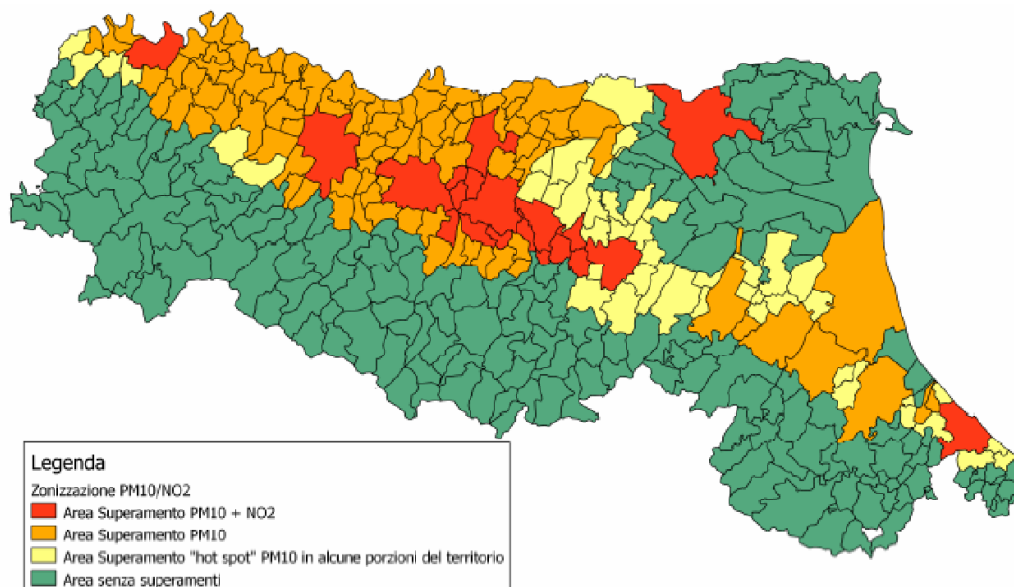 Legenda
Zonizzazione PM10/NO2
Area Superamento PM10 + NO2
Area Superamento PM10
Area Superamento "hot spot" PM10 in alcune porzioni del territorio
Area senza superamenti